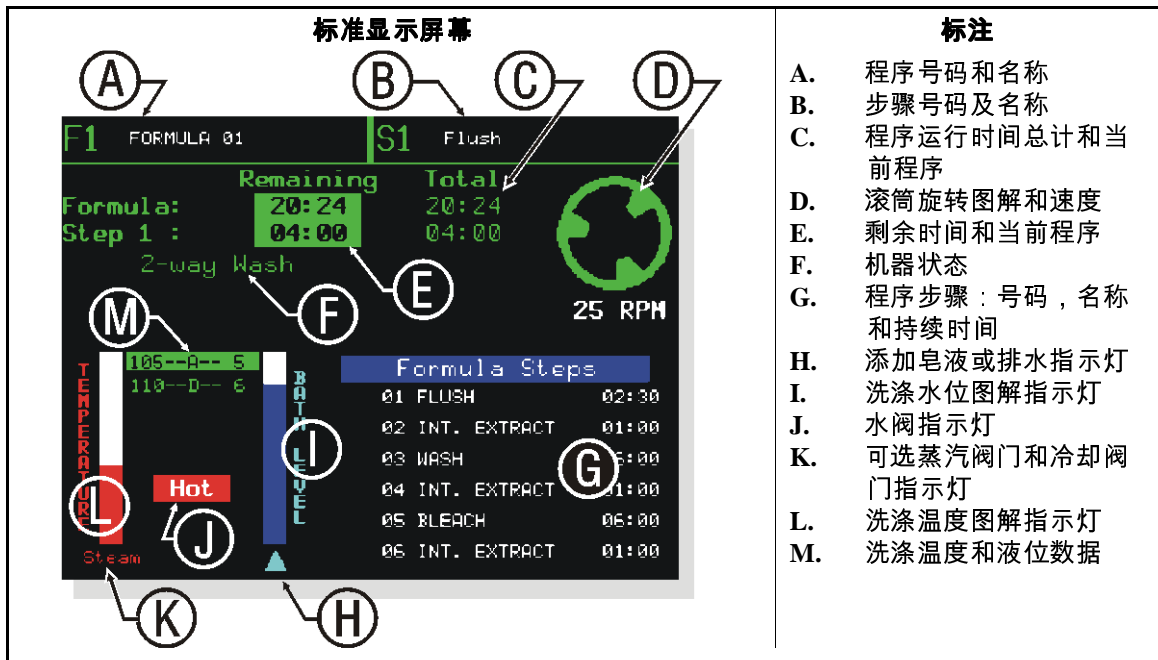 标准显示屏幕
A
B
C
D
F1 FORMULA 01
S1 Flush
Remaining Total
Formula: 20:24 20:24
Step 1 : 04:00 04:00
2-way Wash
E
F
25 RPM
M
105--A-- 5
110--D-- 6
TEMPERATURE
BATH LEVEL
I
L
Hot
J
Steam
K
H
Formula Steps
01 FLUSH 02:30
02 INT. EXTRACT 01:00
03 WASH 6:00
G
04 INT. EXTRACT 01:00
05 BLEACH 06:00
06 INT. EXTRACT 01:00
标注
A. 程序号码和名称
B. 步骤号码及名称
C. 程序运行时间总计和当
前程序
D. 滚筒旋转图解和速度
E. 剩余时间和当前程序
F. 机器状态
G. 程序步骤：号码，名称
和持续时间
H. 添加皂液或排水指示灯
I. 洗涤水位图解指示灯
J. 水阀指示灯
K. 可选蒸汽阀门和冷却阀
门指示灯
L. 洗涤温度图解指示灯
M. 洗涤温度和液位数据